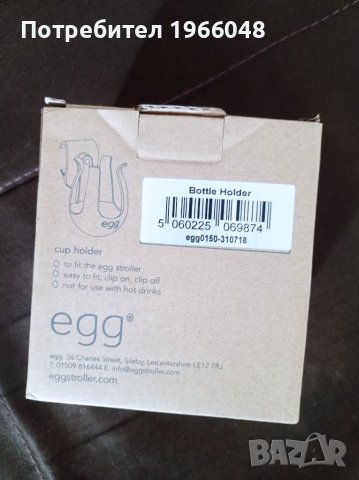 Потребител 1966048
egg
Bottle Holder
5 060225 069874
egg0150-310718
cup holder
to fit the egg stroller
easy to fit; clip on, clip off
not for use with hot drinks
egg®
egg. 36 Charles Street, Sileby, Leicestershire LE12 7RJ
T: 01509 816444 E: info@eggstroller.com
eggstroller.com
BAZAR